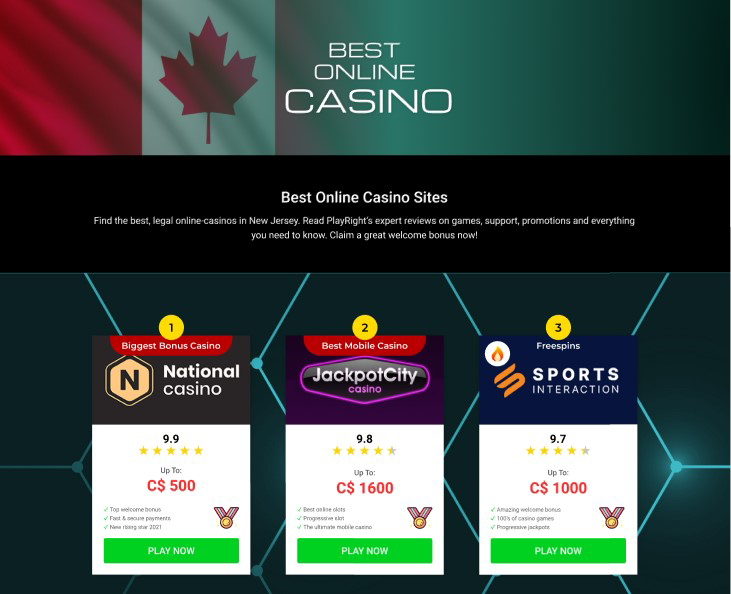 BEST
ONLINE
CASINO
Best Online Casino Sites
Find the best, legal online-casinos in New Jersey. Read PlayRight's expert reviews on games, support, promotions and everything
you need to know. Claim a great welcome bonus now!
1
Biggest Bonus Casino
N National
casino
9.9
Up To:
C$ 500
✓ Top welcome bonus
✓ Fast & secure payments
✓ New rising star 2021
PLAY NOW
2
Best Mobile Casino
JackpotCity
casino
9.8
Up To:
C$ 1600
✓ Best online slots
✓ Progressive slot
✓ The ultimate mobile casino
PLAY NOW
3
Freespins
SPORTS
INTERACTION
9.7
Up To:
C$ 1000
✓ Amazing welcome bonus
✓ 100's of casino games
✓ Progressive jackpots
PLAY NOW